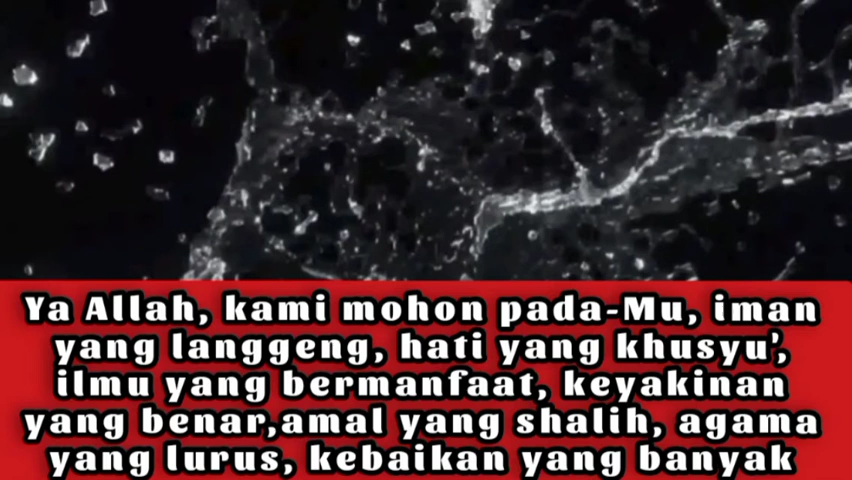 Ya Allah, kami mohon pada-Mu, iman
yang langgeng, hati yang khusyu',
ilmu yang bermanfaat, keyakinan
yang benar,amal yang shalih, agama
yang lurus, kebaikan yang banyak